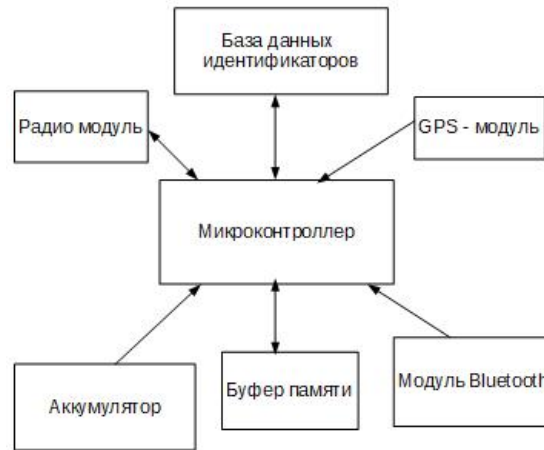 База данных
идентификаторов
Радио модуль
GPS - модуль
Микроконтроллер
Аккумулятор
Буфер памяти
Модуль Bluetooth